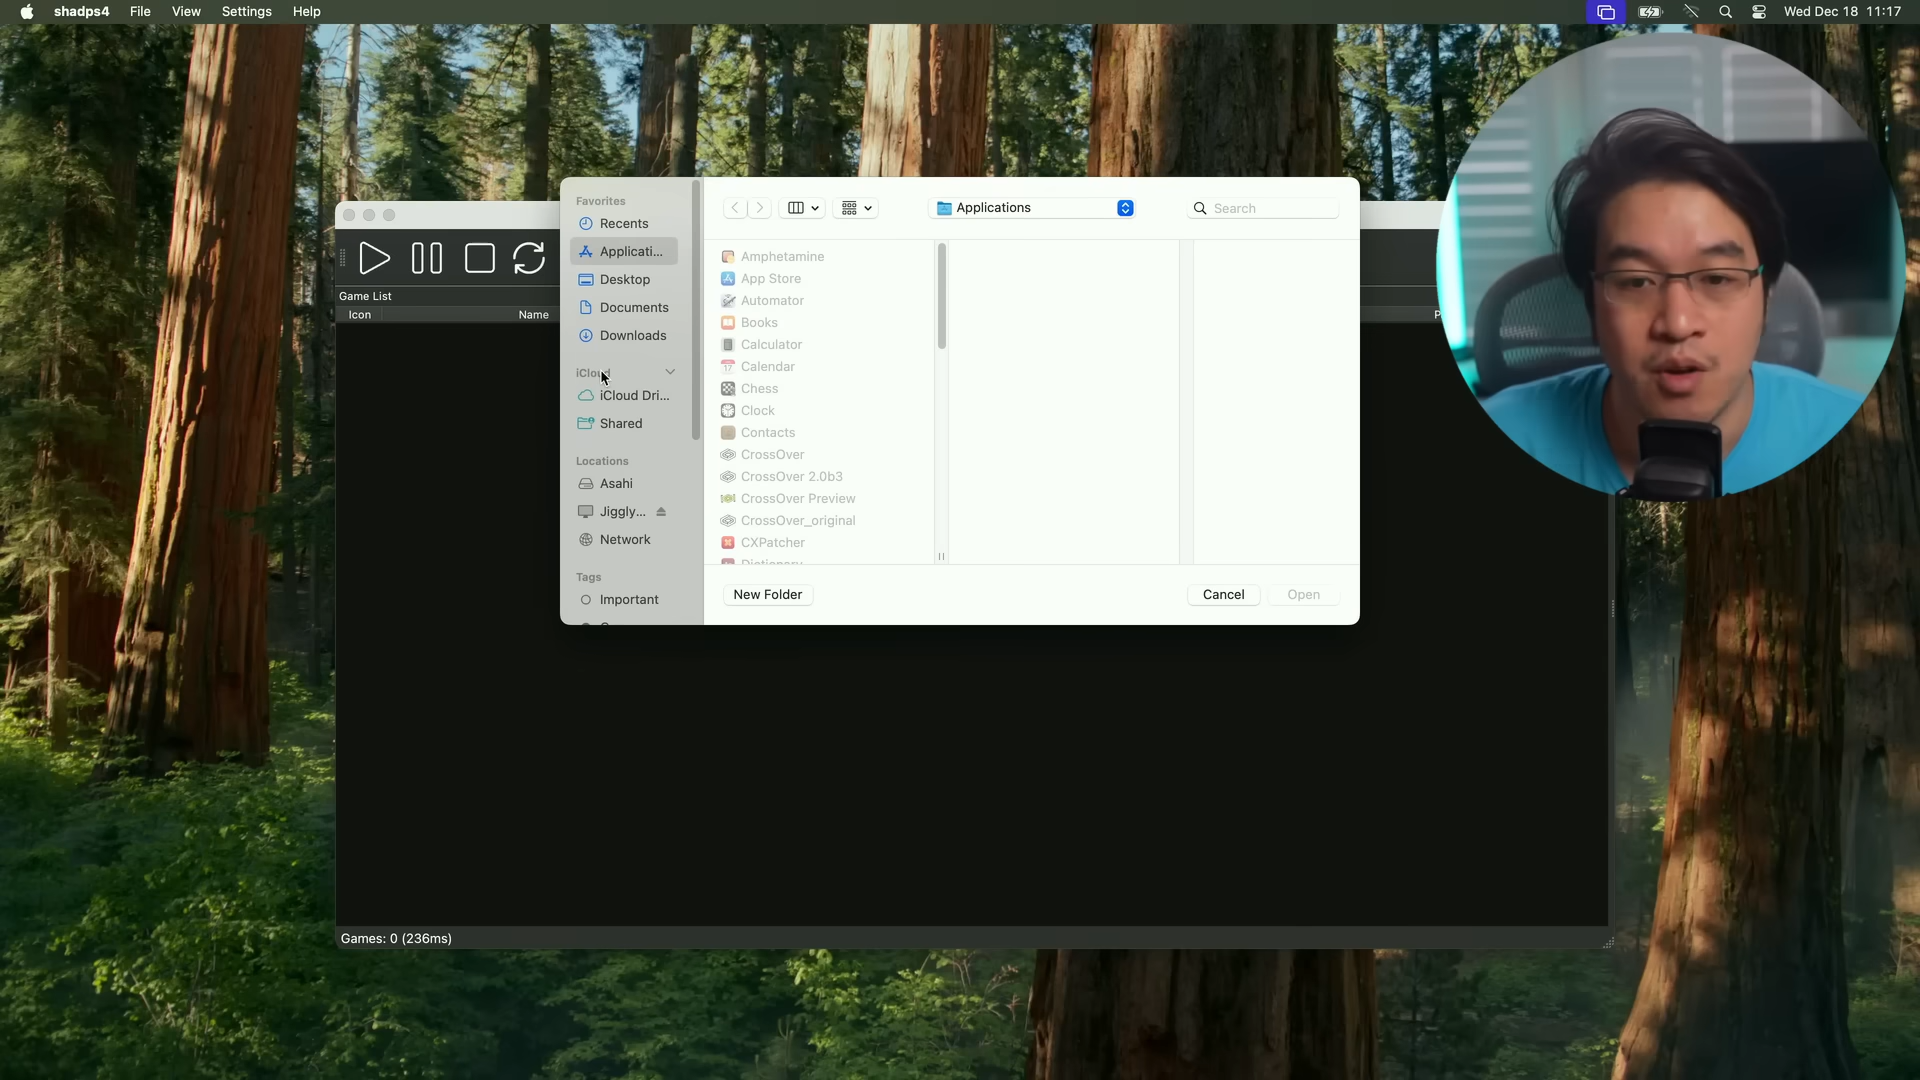 shadps4 File View Settings Help
Wed Dec 18 11:17
Favorites
Recents
Applicati...
Desktop
Documents
Downloads
iCloud
iCloud Dri...
Shared
Locations
Asahi
Jiggly...
Network
Tags
Important
Applications
Search
Amphetamine
App Store
Automator
Books
Calculator
Calendar
Chess
Clock
Contacts
CrossOver
CrossOver 2.0b3
CrossOver Preview
CrossOver_original
CXPatcher
Dictionary
New Folder
Cancel
Open
Game List
Icon
Name
P
Games: 0 (236ms)